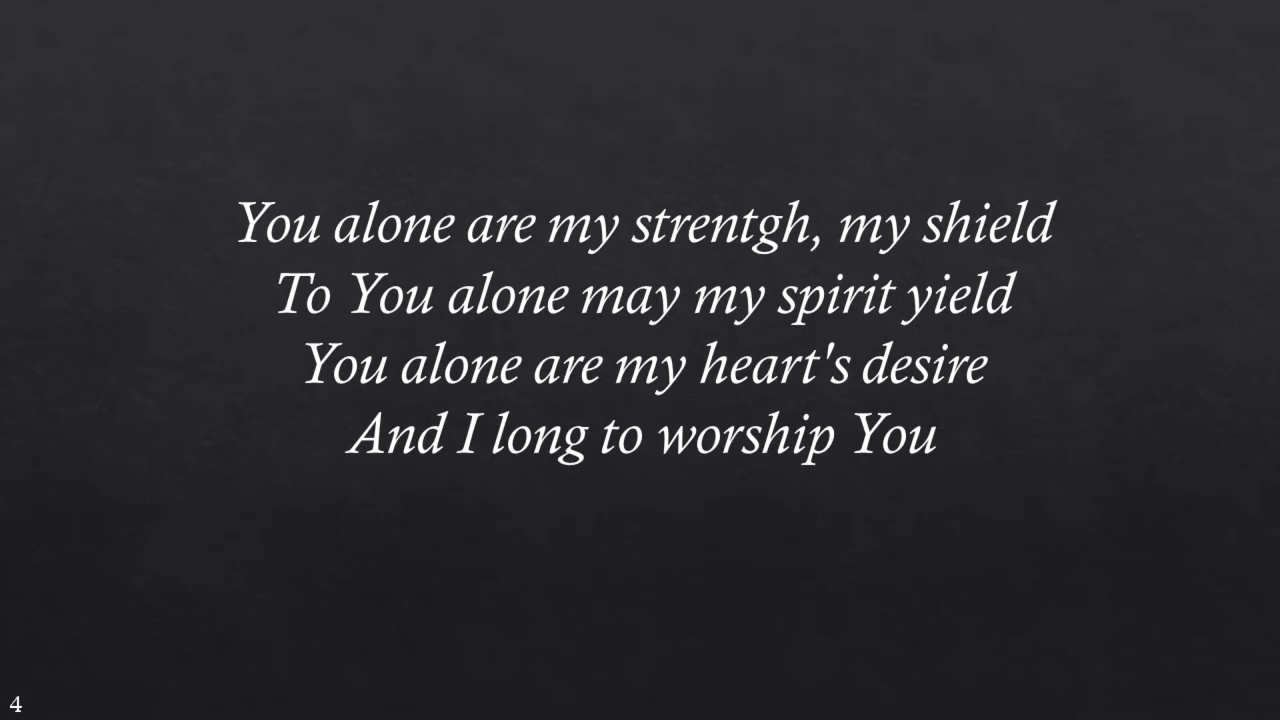 You alone are my strentgh, my shield
To You alone may my spirit yield
You alone are my heart's desire
And I long to worship You
4